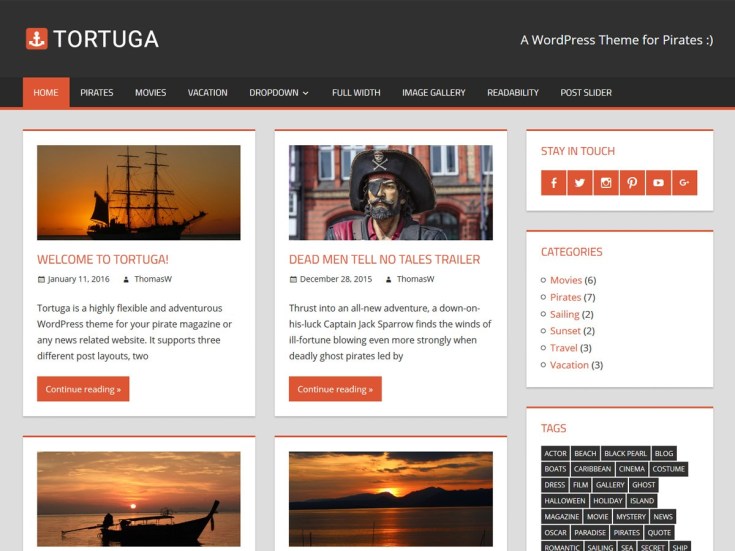 TORTUGA
A WordPress Theme for Pirates :)
HOME PIRATES MOVIES VACATION DROPDOWN FULL WIDTH IMAGE GALLERY READABILITY POST SLIDER
WELCOME TO TORTUGA!
January 11, 2016 ThomasW
Tortuga is a highly flexible and adventurous
WordPress theme for your pirate magazine or
any news related website. It supports three
different post layouts, two
Continue reading »
DEAD MEN TELL NO TALES TRAILER
December 28, 2015 ThomasW
Thrust into an all-new adventure, a down-on-
his-luck Captain Jack Sparrow finds the winds of
ill-fortune blowing even more strongly when
deadly ghost pirates led by
Continue reading »
STAY IN TOUCH
CATEGORIES
Movies (6)
Pirates (7)
Sailing (2)
Sunset (2)
Travel (3)
Vacation (3)
TAGS
ACTOR BEACH BLACK PEARL BLOG
BOATS CARIBBEAN CINEMA COSTUME
DRESS FILM GALLERY GHOST
HALLOWEEN HOLIDAY ISLAND
MAGAZINE MOVIE MYSTERY NEWS
OSCAR PARADISE PIRATES QUOTE
ROMANTIC SAILING SEA SECRET SHIP